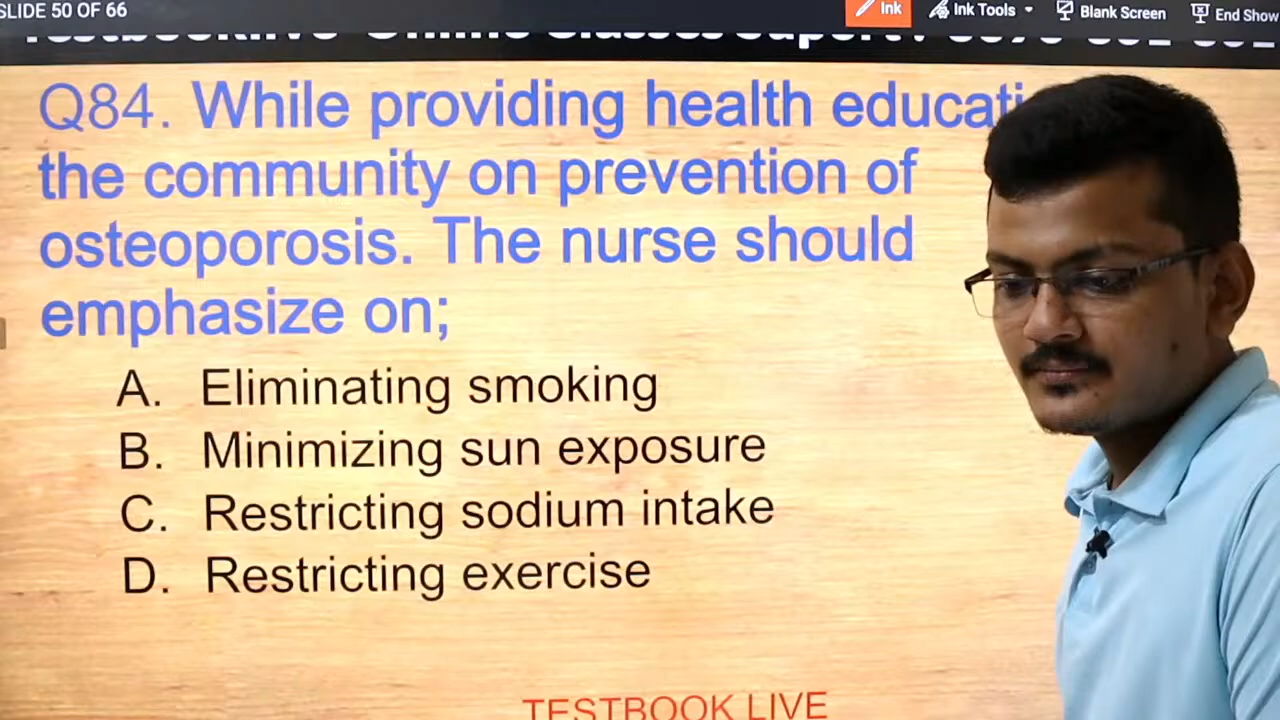 SLIDE 50 OF 66
Ink
Ink Tools
Blank Screen
End Show
Q84. While providing health educati
the community on prevention of
osteoporosis. The nurse should
emphasize on;
A. Eliminating smoking
B. Minimizing sun exposure
C. Restricting sodium intake
D. Restricting exercise
TESTBOOK LIVE